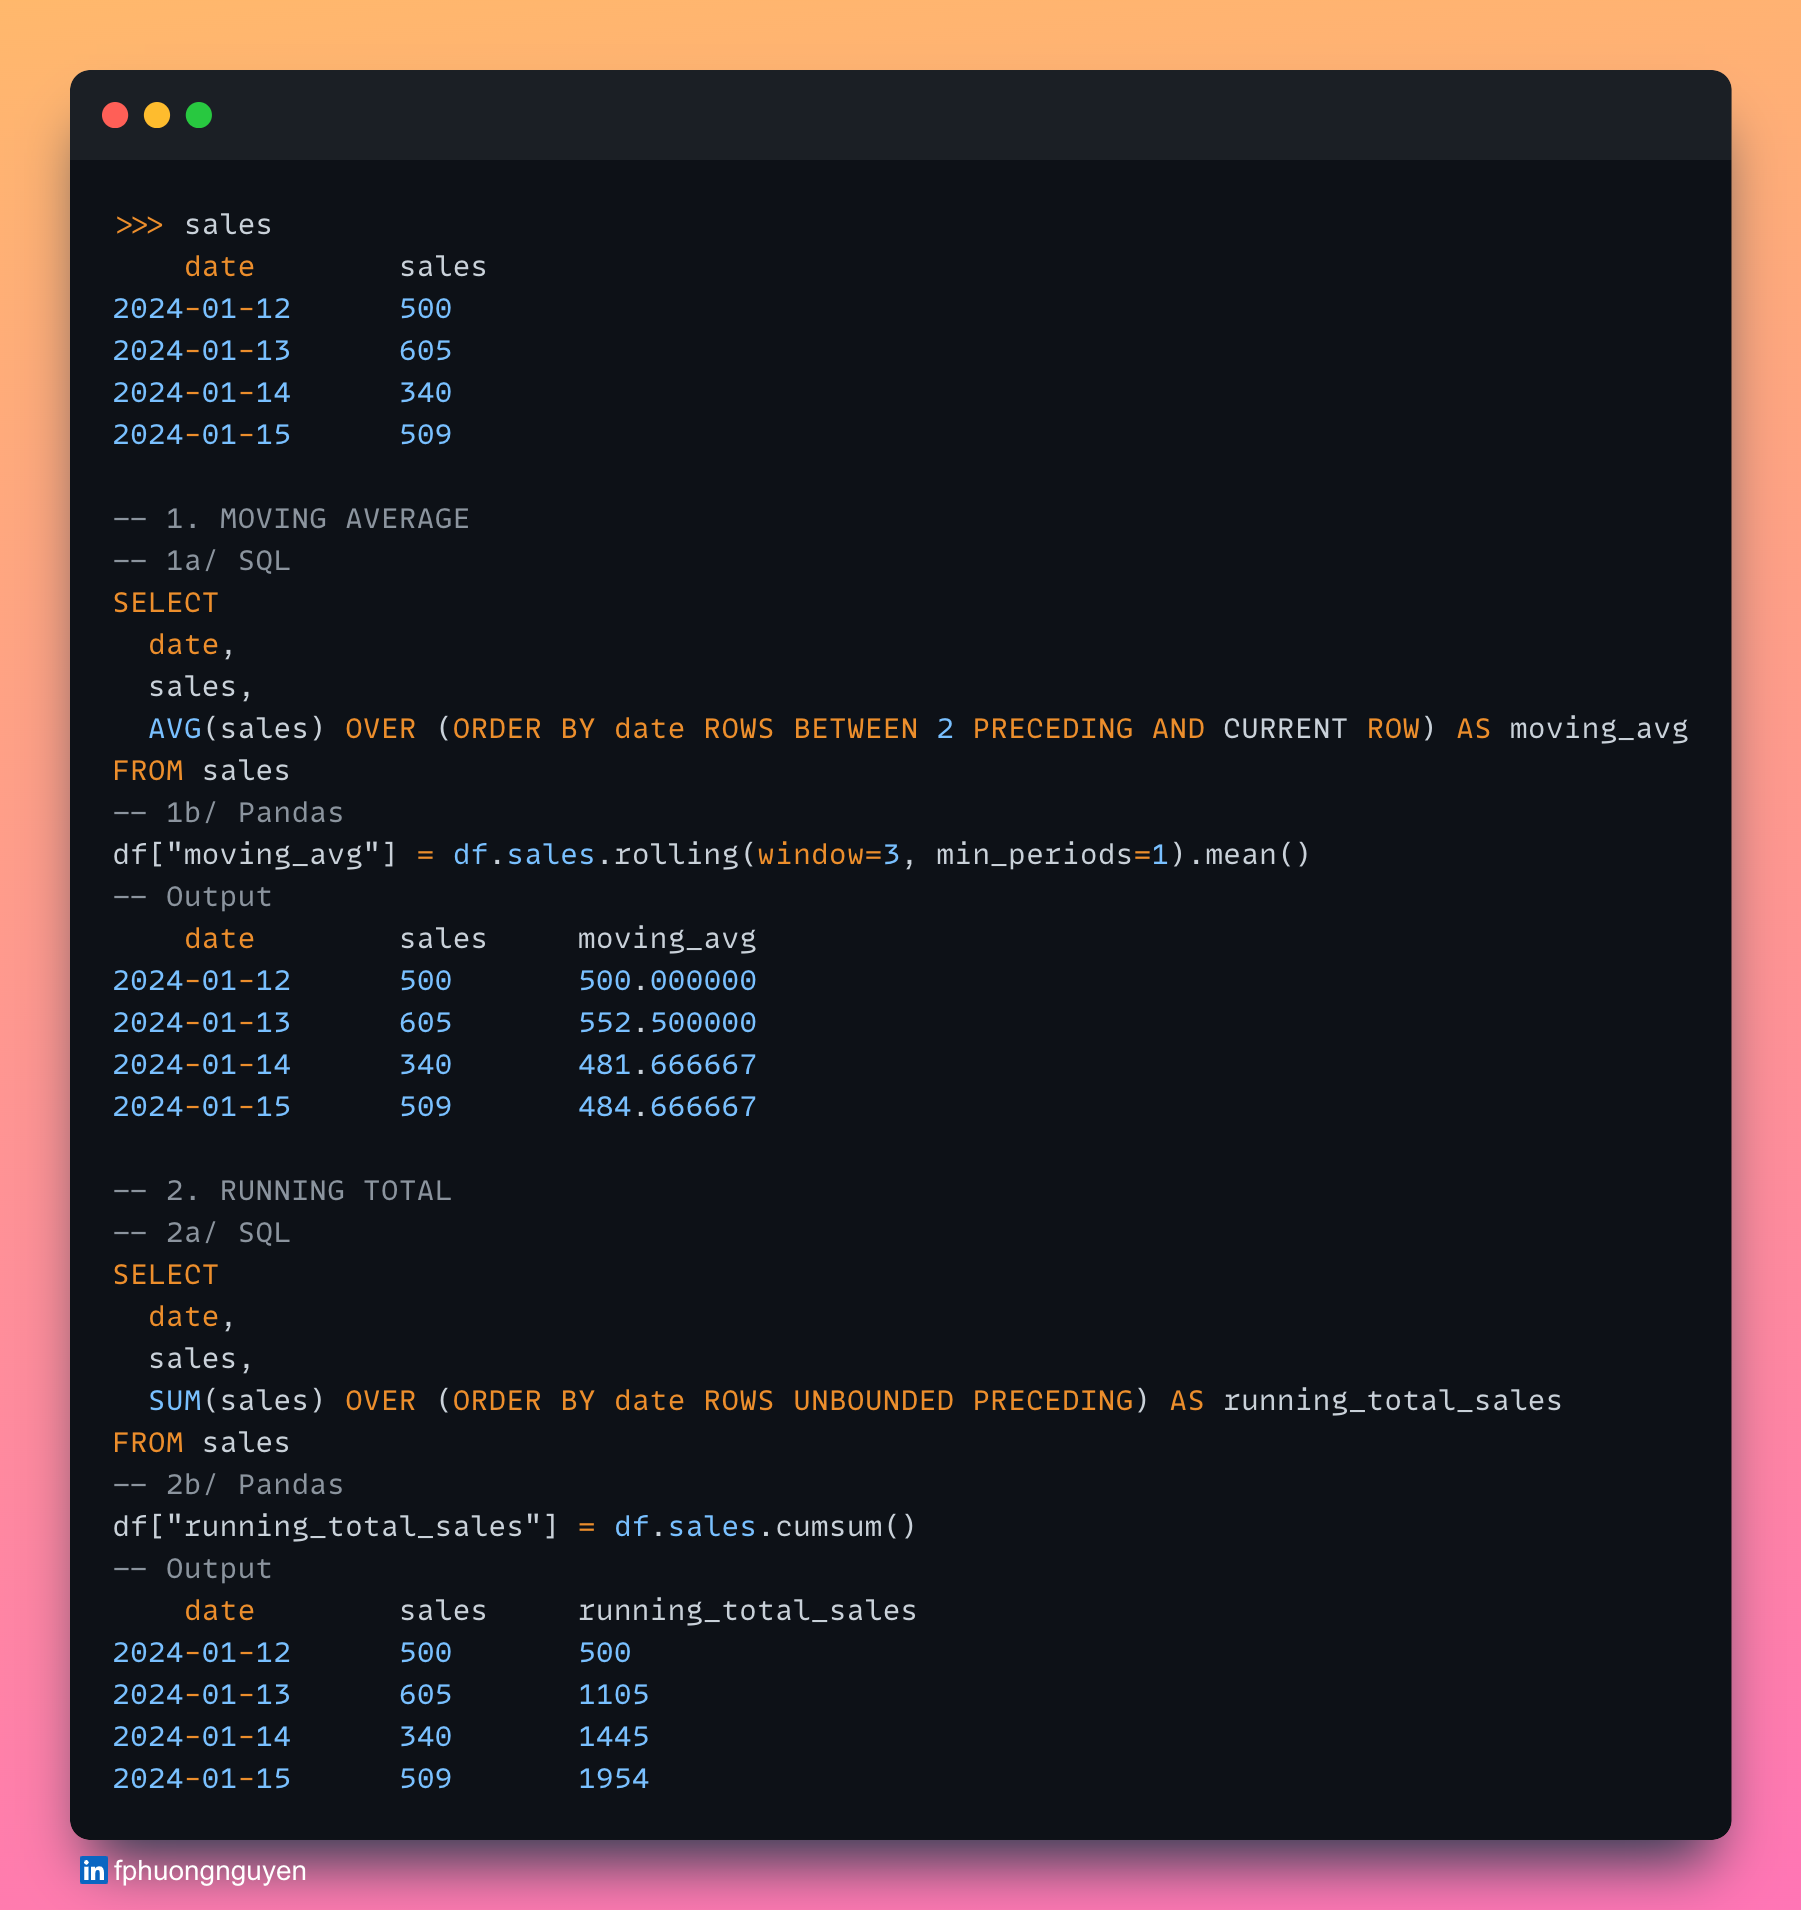 >>> sales
    date        sales
2024-01-12      500
2024-01-13      605
2024-01-14      340
2024-01-15      509

-- 1. MOVING AVERAGE
-- 1a/ SQL
SELECT
  date,
  sales,
  AVG(sales) OVER (ORDER BY date ROWS BETWEEN 2 PRECEDING AND CURRENT ROW) AS moving_avg
FROM sales
-- 1b/ Pandas
df["moving_avg"] = df.sales.rolling(window=3, min_periods=1).mean()
-- Output
    date        sales     moving_avg
2024-01-12      500       500.000000
2024-01-13      605       552.500000
2024-01-14      340       481.666667
2024-01-15      509       484.666667

-- 2. RUNNING TOTAL
-- 2a/ SQL
SELECT
  date,
  sales,
  SUM(sales) OVER (ORDER BY date ROWS UNBOUNDED PRECEDING) AS running_total_sales
FROM sales
-- 2b/ Pandas
df["running_total_sales"] = df.sales.cumsum()
-- Output
    date        sales     running_total_sales
2024-01-12      500       500
2024-01-13      605       1105
2024-01-14      340       1445
2024-01-15      509       1954
in fphuongnguyen